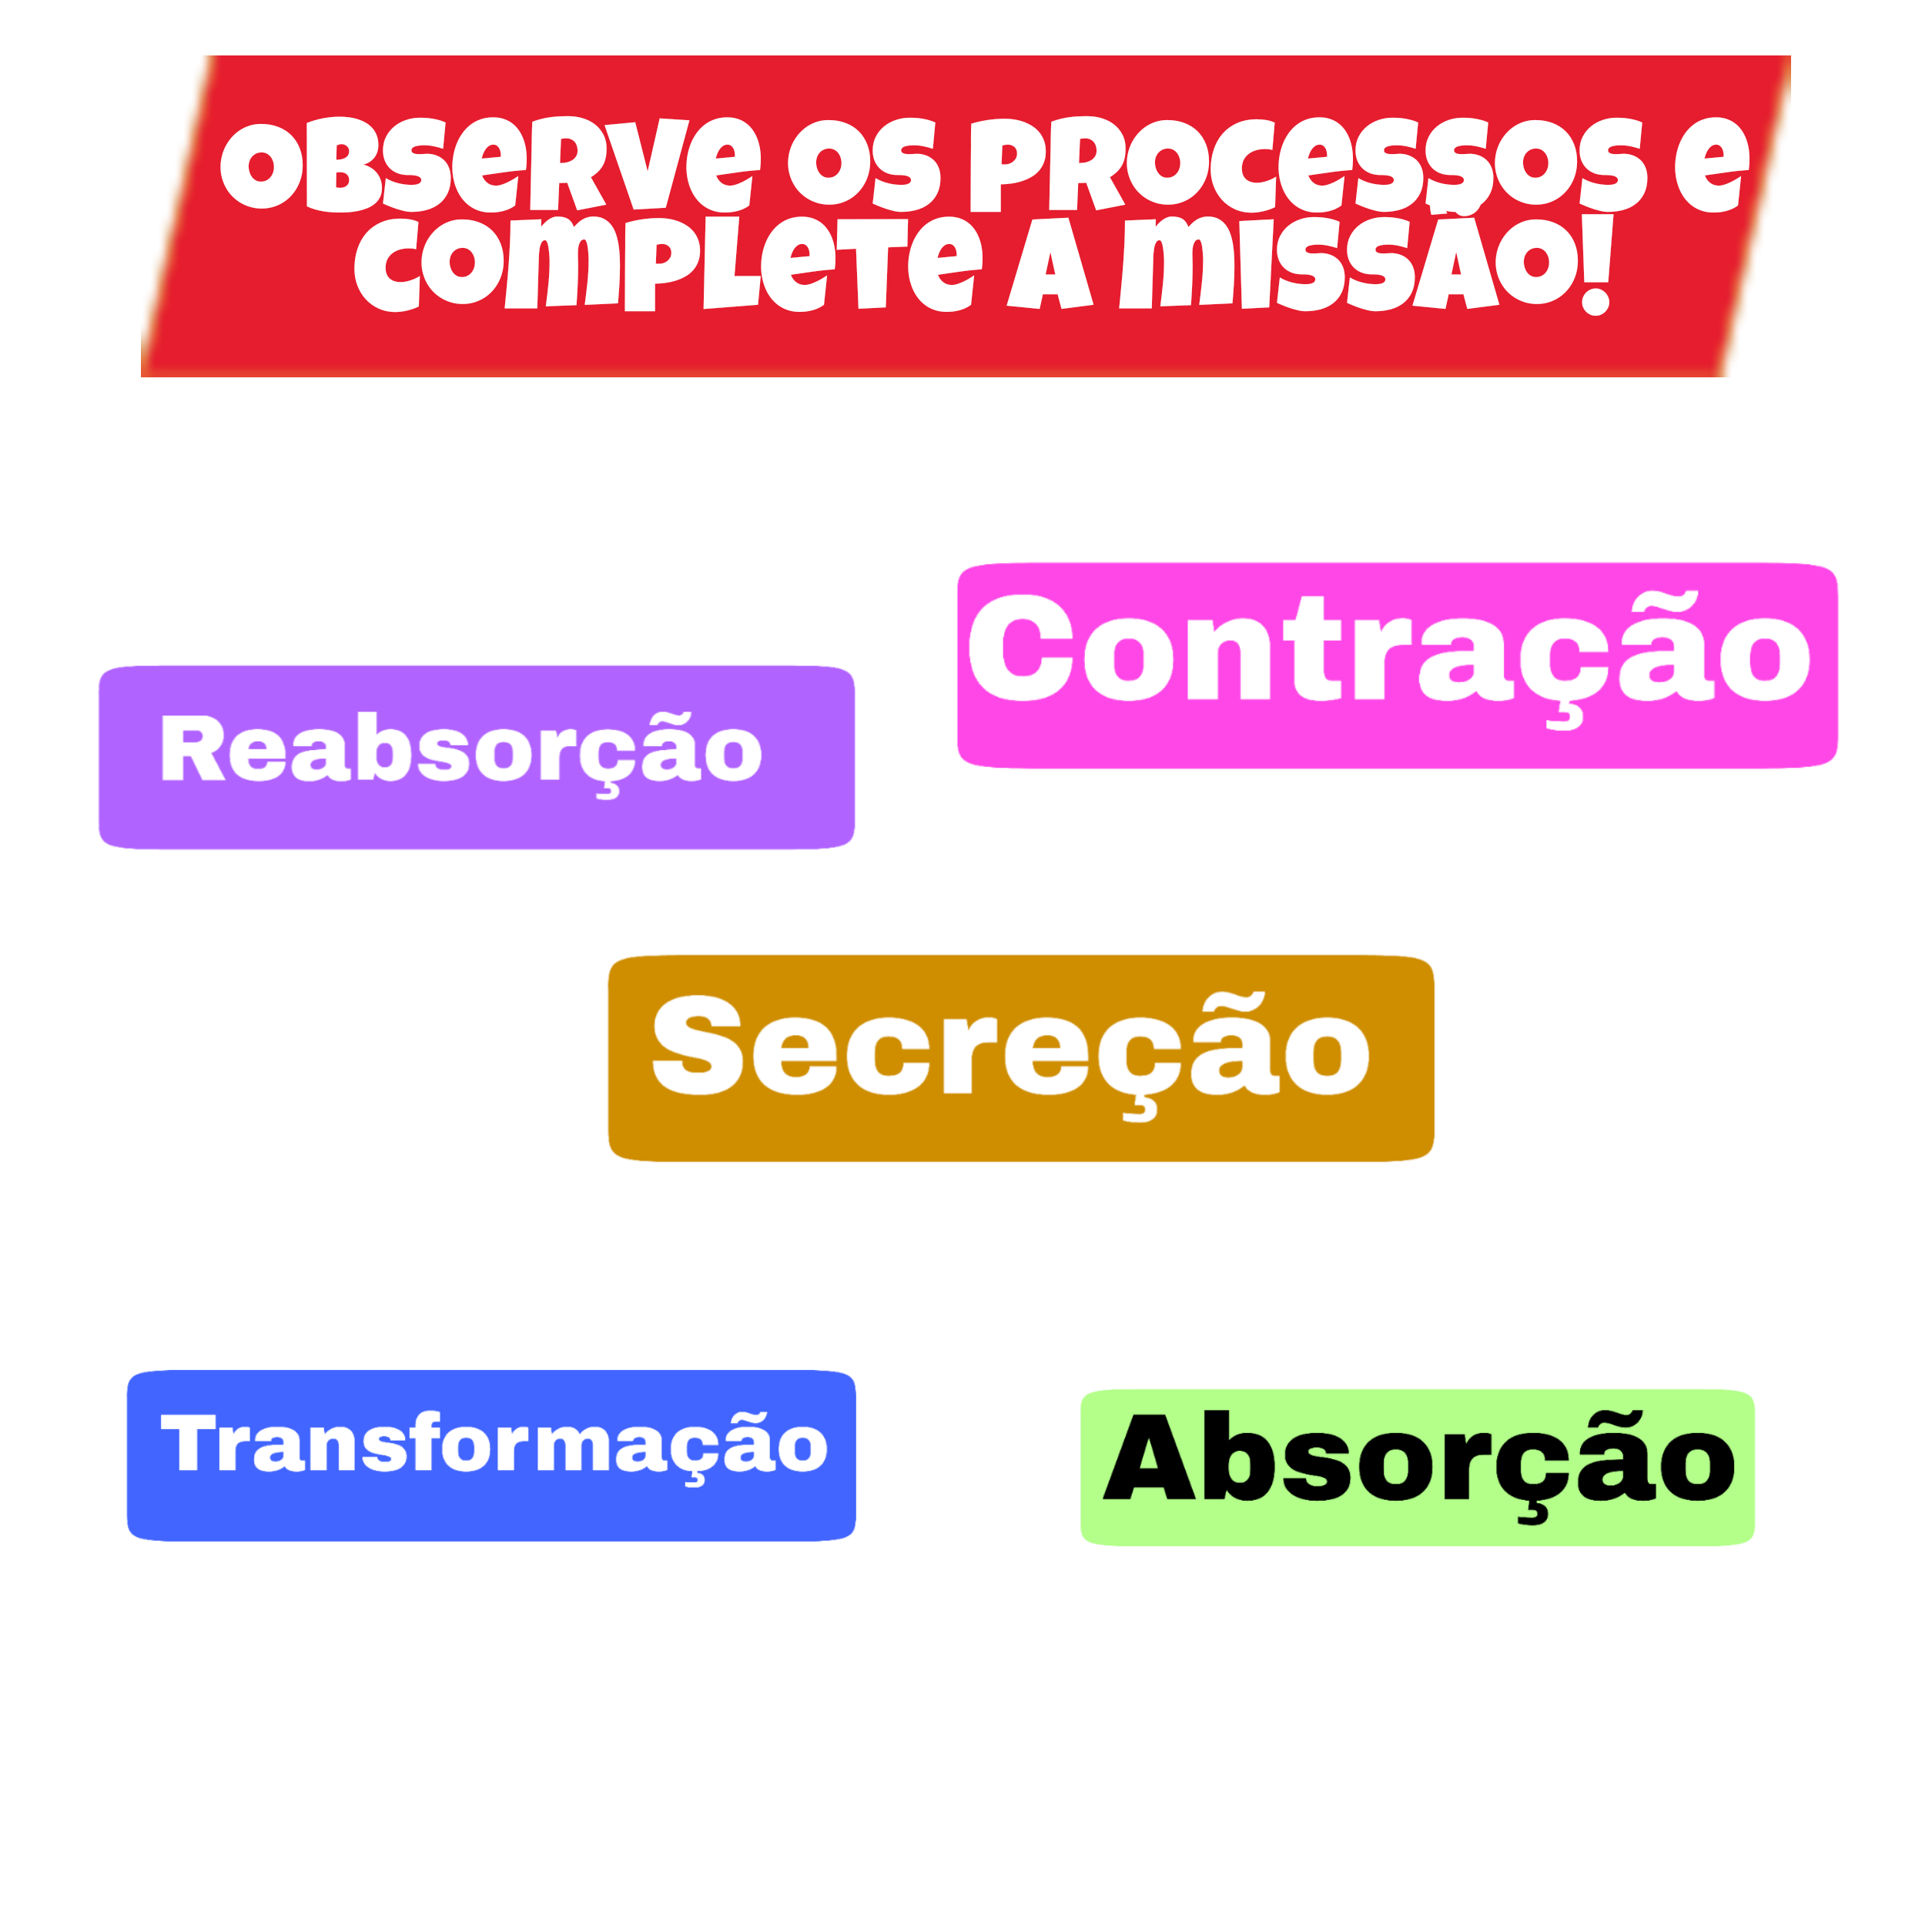 OBSERVE OS PROCESSOS E
COMPLETE A MISSÃO!
Contração
Reabsorção
Secreção
Transformação
Absorção